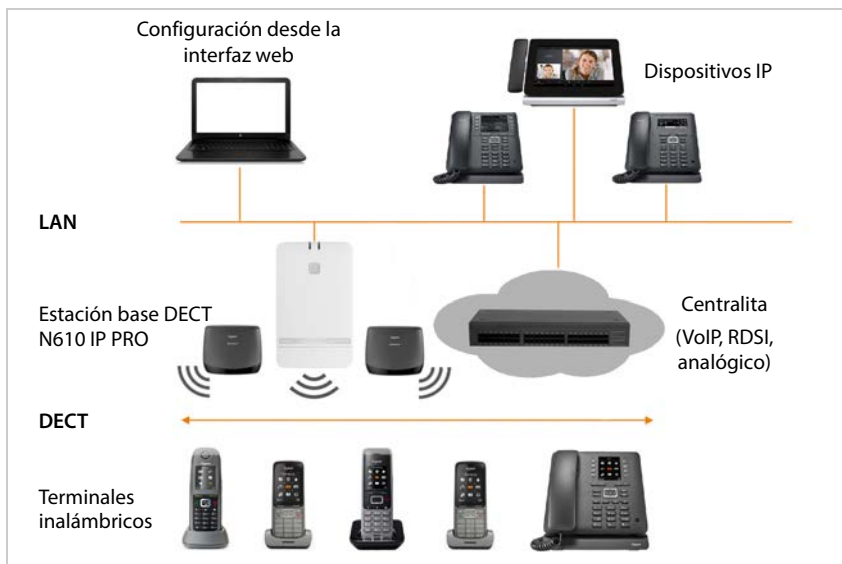 Configuración desde la
interfaz web
Dispositivos IP
LAN
Estación base DECT
N610 IP PRO
Centralita
(VoIP, RDSI,
analógico)
DECT
Terminales
inalámbricos